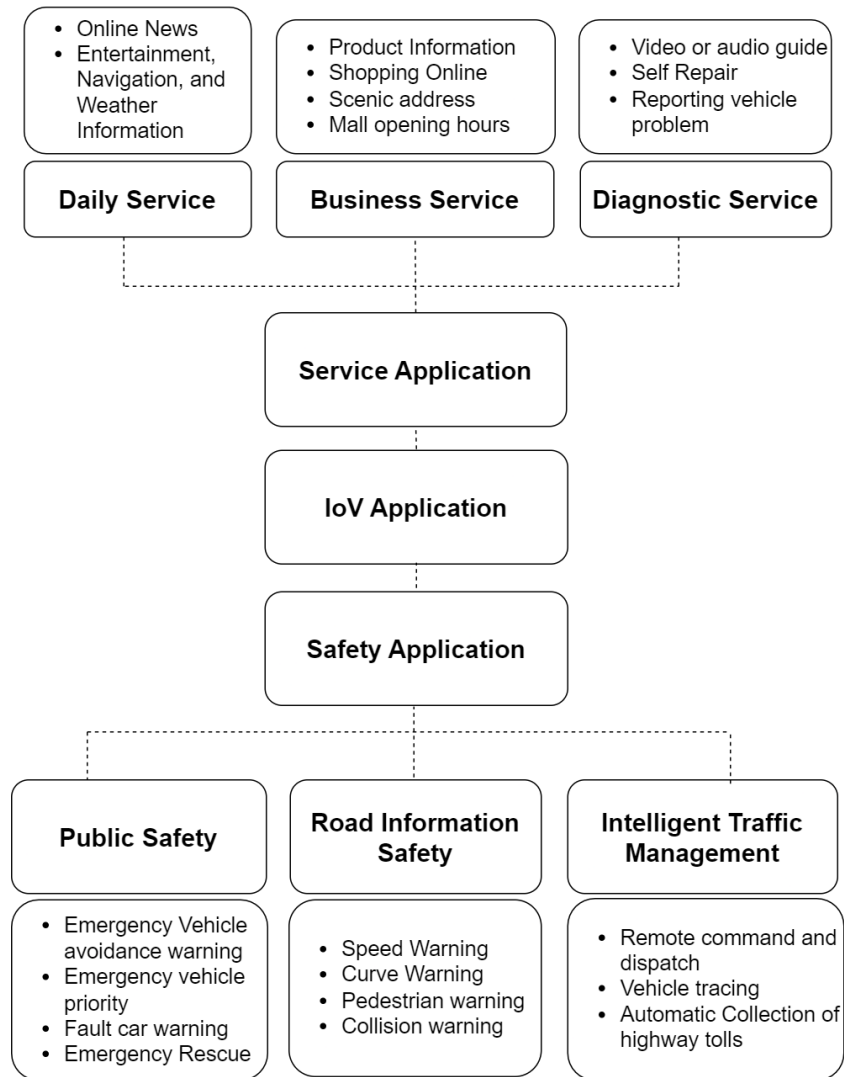 • Online News
• Entertainment,
Navigation, and
Weather
Information
Daily Service
• Product Information
• Shopping Online
• Scenic address
• Mall opening hours
Business Service
• Video or audio guide
• Self Repair
• Reporting vehicle
problem
Diagnostic Service
Service Application
IoV Application
Safety Application
Public Safety
• Emergency Vehicle
avoidance warning
• Emergency vehicle
priority
• Fault car warning
• Emergency Rescue
Road Information
Safety
• Speed Warning
• Curve Warning
• Pedestrian warning
• Collision warning
Intelligent Traffic
Management
• Remote command and
dispatch
• Vehicle tracing
• Automatic Collection of
highway tolls